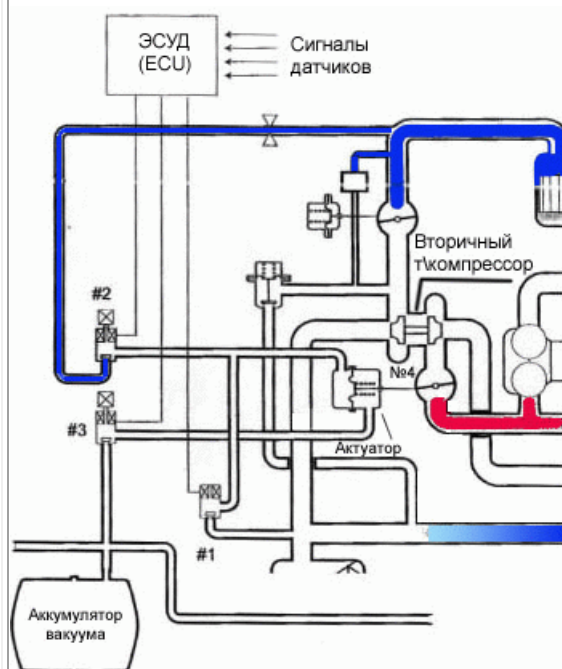 ЭСУД
(ECU)
Сигналы
датчиков
Вторичный
т\компрессор
#2
№4
#3
Актуатор
#1
Аккумулятор
вакуума